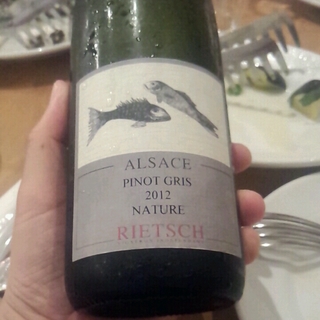 ALSACE
PINOT GRIS
2012
NATURE
RIETSCH